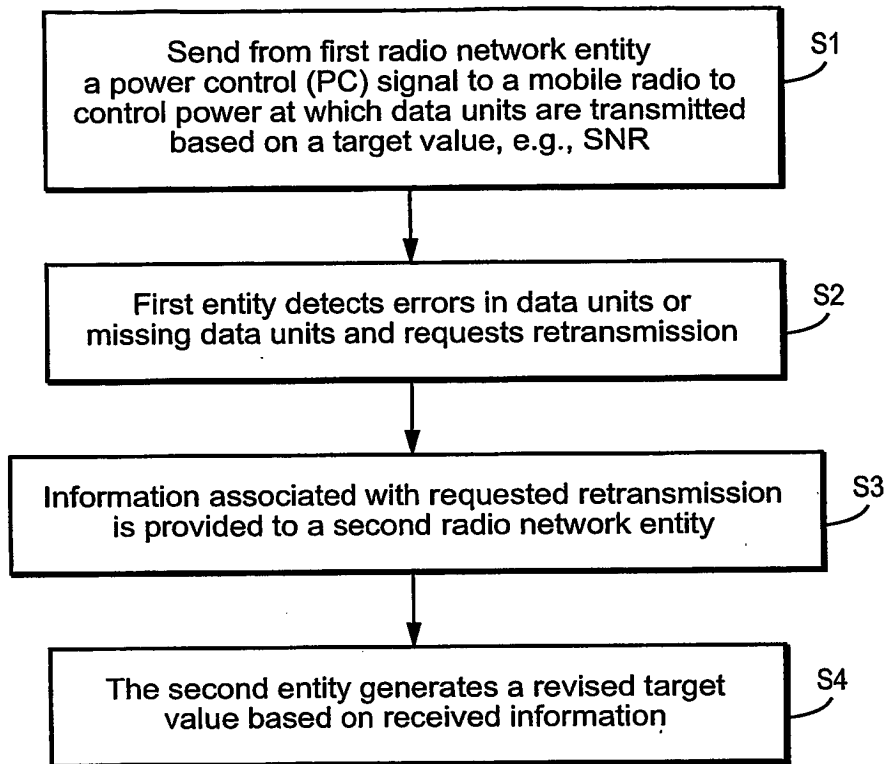 Send from first radio network entity
a power control (PC) signal to a mobile radio to
control power at which data units are transmitted
based on a target value, e.g., SNR
S1
First entity detects errors in data units or
missing data units and requests retransmission
S2
Information associated with requested retransmission
is provided to a second radio network entity
S3
The second entity generates a revised target
value based on received information
S4